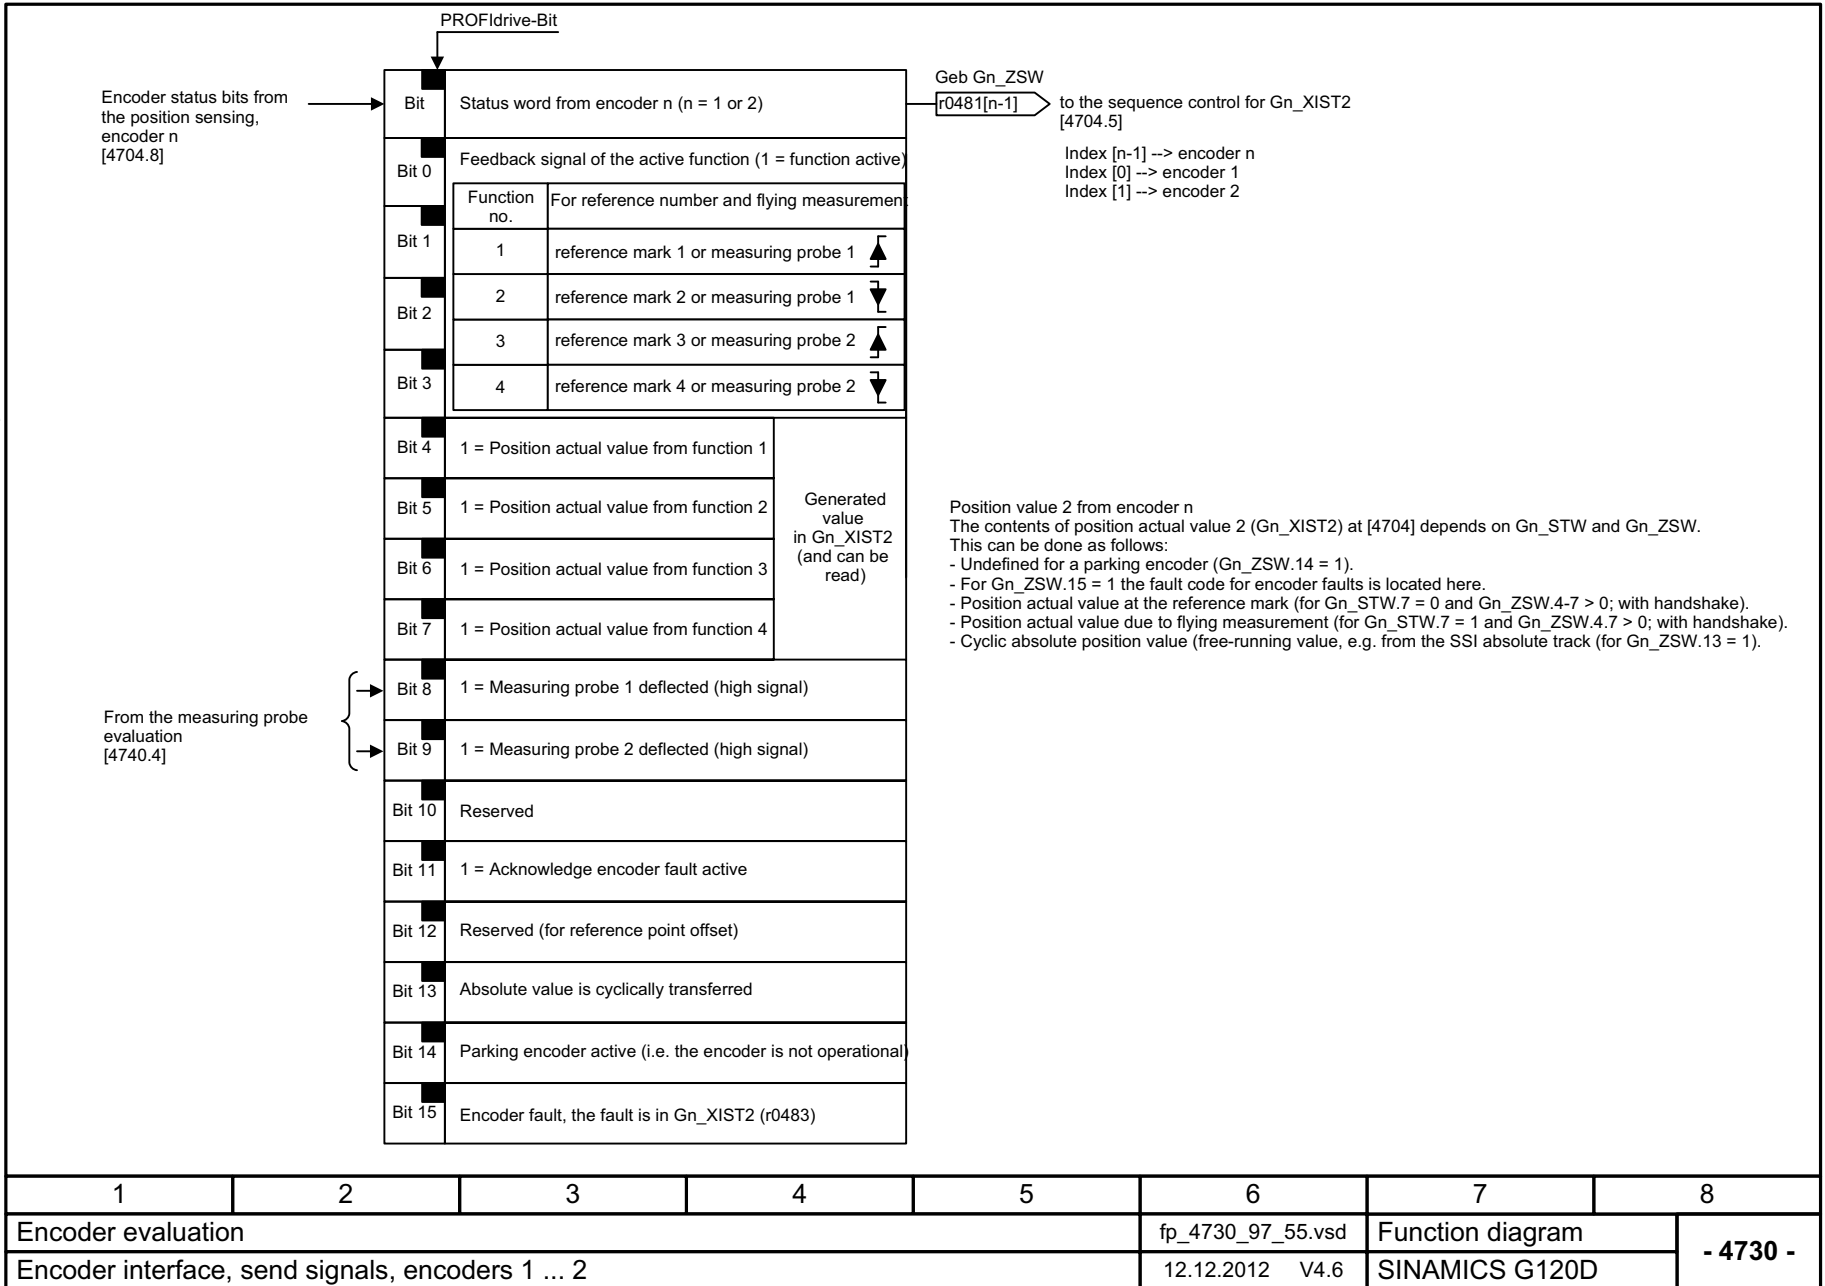 PROFIdrive-Bit
Encoder status bits from
the position sensing,
encoder n
[4704.8]
Bit
Status word from encoder n (n = 1 or 2)
Geb Gn_ZSW
r0481[n-1]
to the sequence control for Gn_XIST2
[4704.5]
Index [n-1] --> encoder n
Index [0] --> encoder 1
Index [1] --> encoder 2
Bit 0
Feedback signal of the active function (1 = function active)
Function
no.
For reference number and flying measurement
Bit 1
1
reference mark 1 or measuring probe 1
Bit 2
2
reference mark 2 or measuring probe 1
3
reference mark 3 or measuring probe 2
Bit 3
4
reference mark 4 or measuring probe 2
Bit 4
1 = Position actual value from function 1
Bit 5
1 = Position actual value from function 2
Bit 6
1 = Position actual value from function 3
Bit 7
1 = Position actual value from function 4
Generated
value
in Gn_XIST2
(and can be
read)
Position value 2 from encoder n
The contents of position actual value 2 (Gn_XIST2) at [4704] depends on Gn_STW and Gn_ZSW.
This can be done as follows:
- Undefined for a parking encoder (Gn_ZSW.14 = 1).
- For Gn_ZSW.15 = 1 the fault code for encoder faults is located here.
- Position actual value at the reference mark (for Gn_STW.7 = 0 and Gn_ZSW.4-7 > 0; with handshake).
- Position actual value due to flying measurement (for Gn_STW.7 = 1 and Gn_ZSW.4.7 > 0; with handshake).
- Cyclic absolute position value (free-running value, e.g. from the SSI absolute track (for Gn_ZSW.13 = 1).
From the measuring probe
evaluation
[4740.4]
Bit 8
1 = Measuring probe 1 deflected (high signal)
Bit 9
1 = Measuring probe 2 deflected (high signal)
Bit 10
Reserved
Bit 11
1 = Acknowledge encoder fault active
Bit 12
Reserved (for reference point offset)
Bit 13
Absolute value is cyclically transferred
Bit 14
Parking encoder active (i.e. the encoder is not operational)
Bit 15
Encoder fault, the fault is in Gn_XIST2 (r0483)
1 2 3 4 5 6 7 8
Encoder evaluation
fp_4730_97_55.vsd
Function diagram
- 4730 -
Encoder interface, send signals, encoders 1 ... 2
12.12.2012 V4.6
SINAMICS G120D